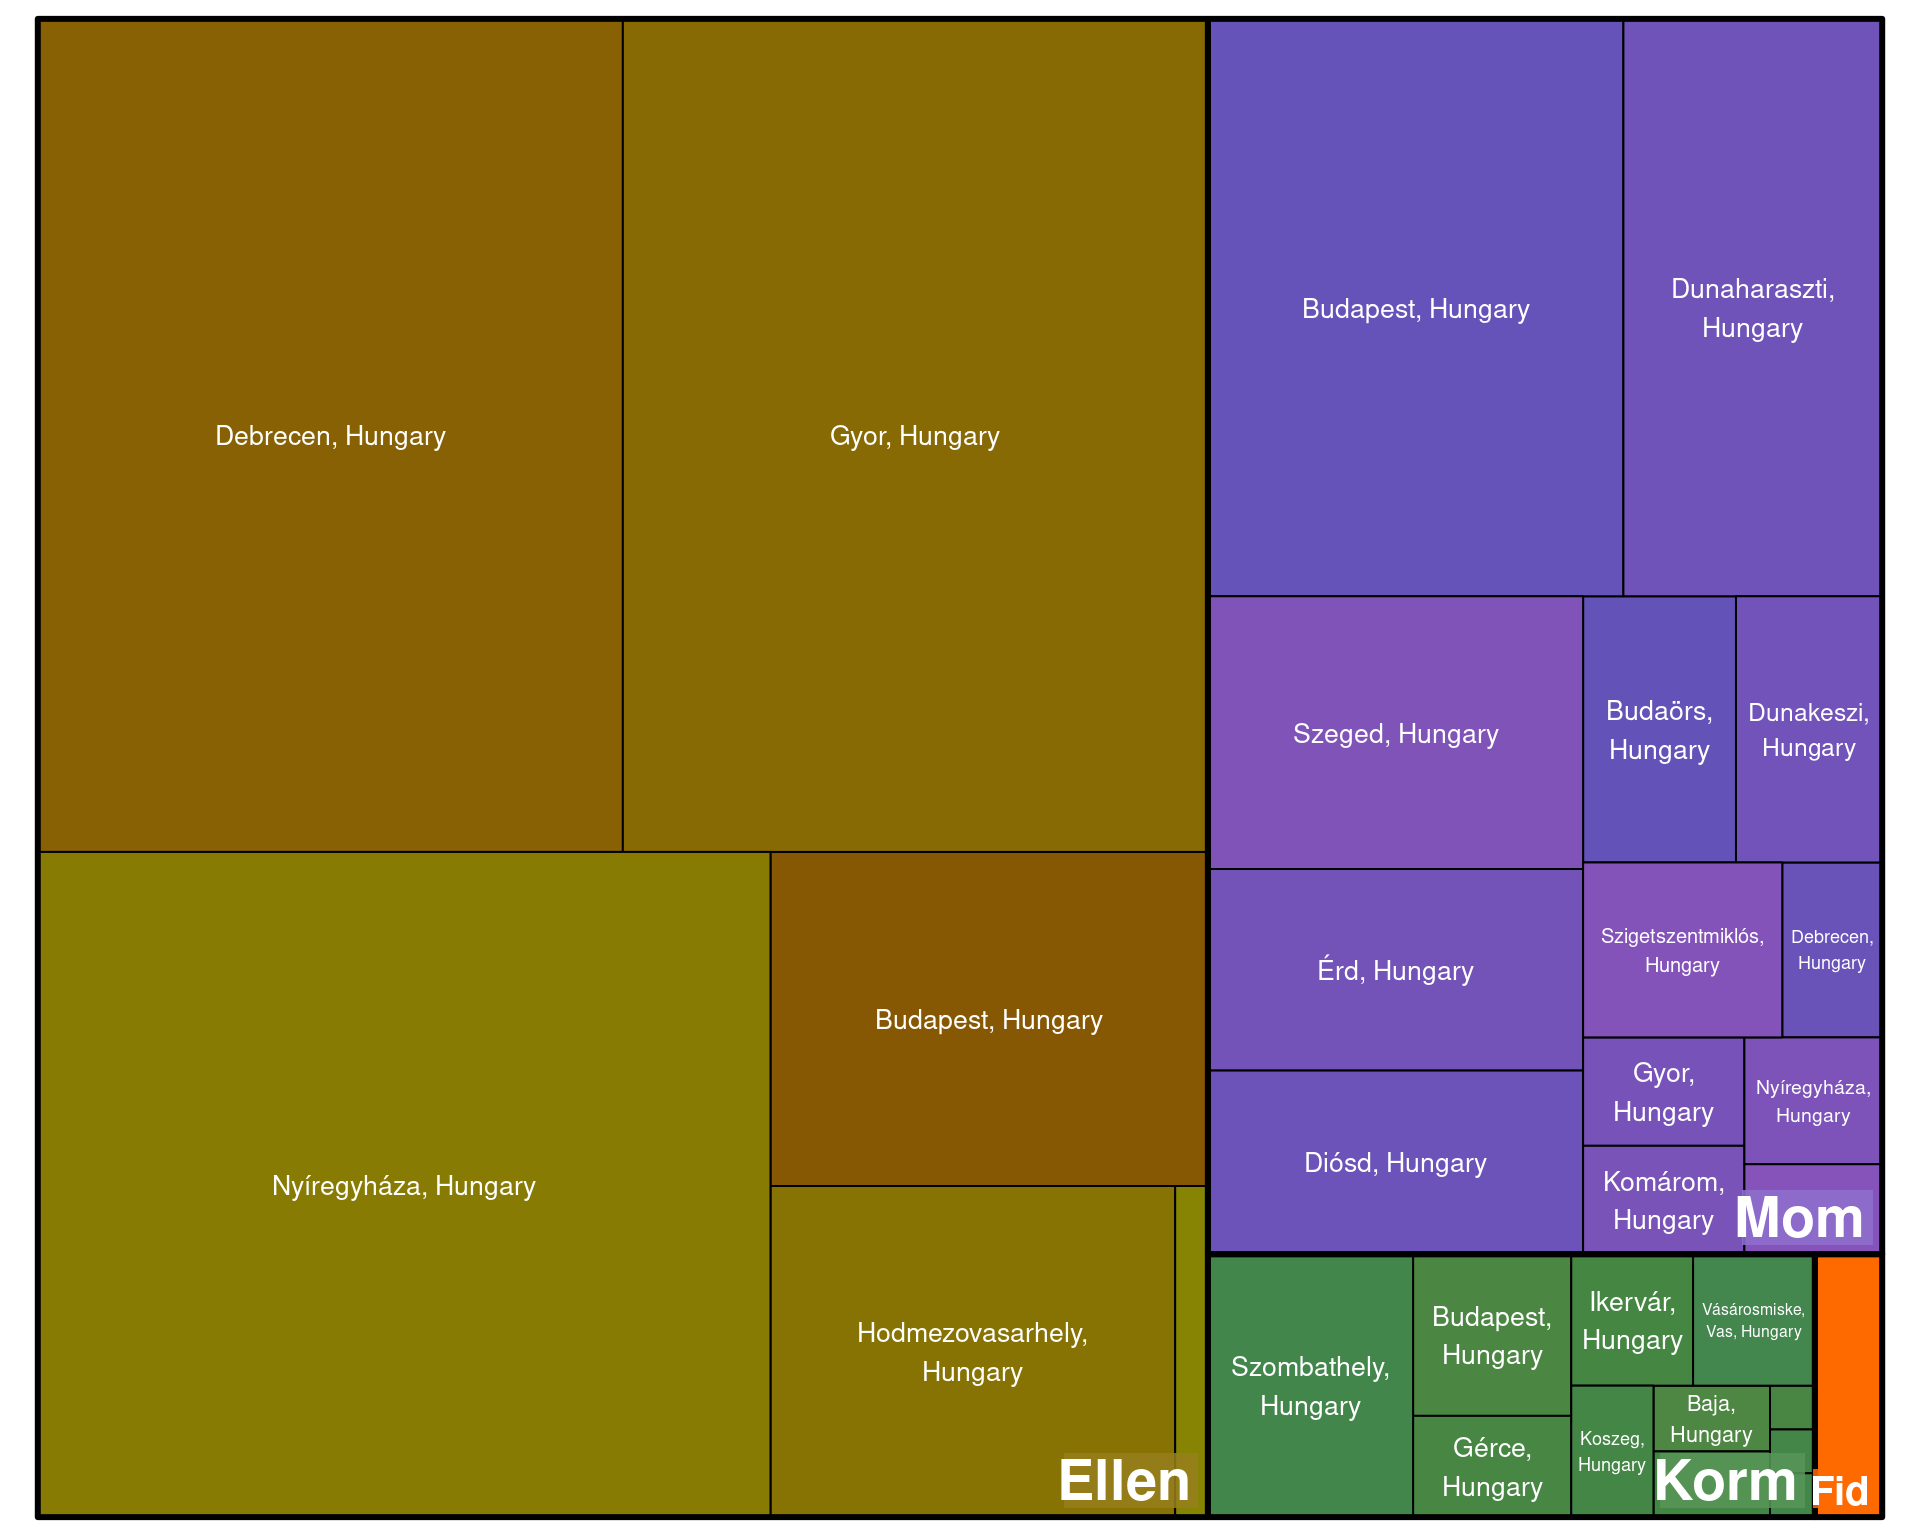 Debrecen, Hungary
Gyor, Hungary
Nyíregyháza, Hungary
Budapest, Hungary
Hodmezovasarhely,
Hungary
Ellen
Budapest, Hungary
Dunaharaszti,
Hungary
Szeged, Hungary
Budaörs,
Hungary
Dunakeszi,
Hungary
Érd, Hungary
Szigetszentmiklós,
Hungary
Debrecen,
Hungary
Diósd, Hungary
Gyor,
Hungary
Nyíregyháza,
Hungary
Komárom,
Hungary
Mom
Szombathely,
Hungary
Budapest,
Hungary
Gérce,
Hungary
Ikervár,
Hungary
Vásárosmiske,
Vas, Hungary
Koszeg,
Hungary
Baja,
Hungary
Korm
Fid